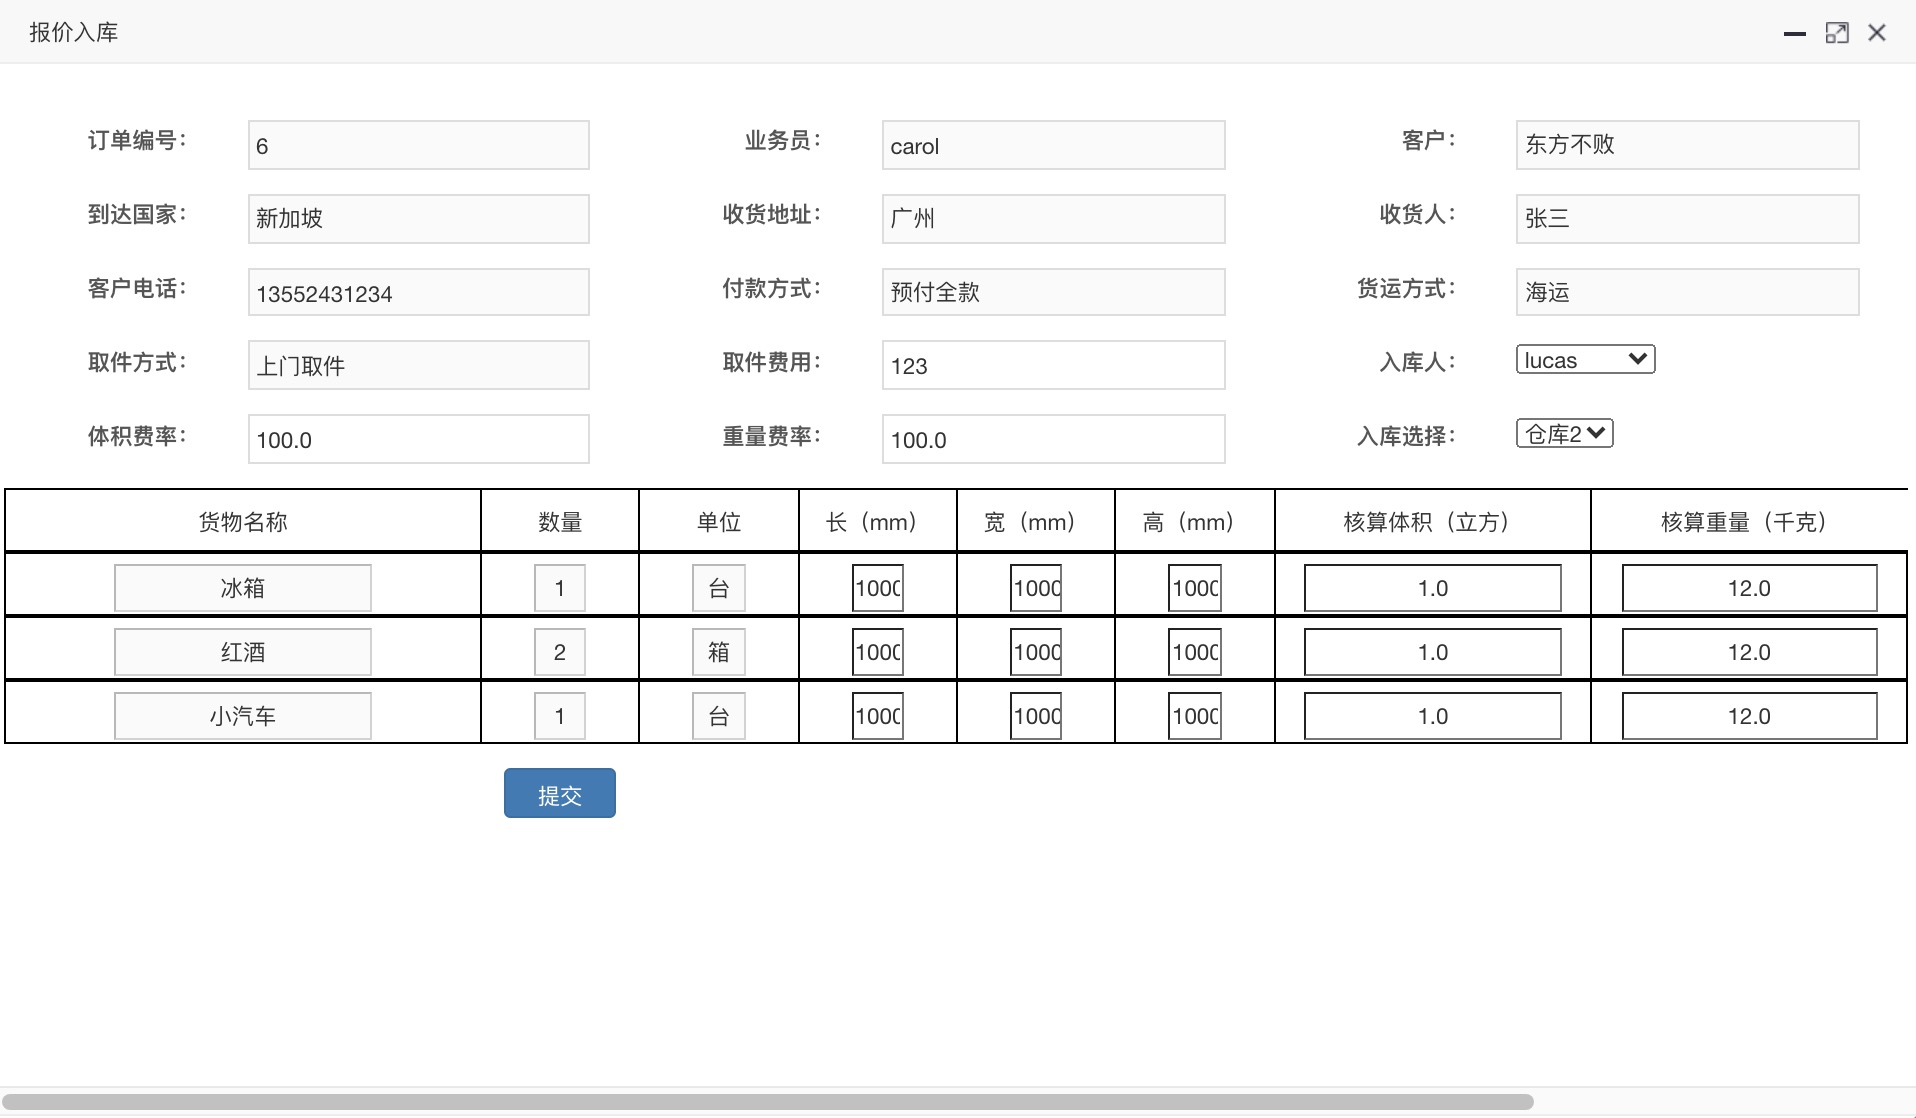 报价入库
订单编号： 6 业务员： carol 客户： 东方不败
到达国家： 新加坡 收货地址： 广州 收货人： 张三
客户电话： 13552431234 付款方式： 预付全款 货运方式： 海运
取件方式： 上门取件 取件费用： 123 入库人： lucas
体积费率： 100.0 重量费率： 100.0 入库选择： 仓库2
货物名称 数量 单位 长（mm） 宽（mm） 高（mm） 核算体积（立方） 核算重量（千克）
冰箱 1 台 1000 1000 1000 1.0 12.0
红酒 2 箱 1000 1000 1000 1.0 12.0
小汽车 1 台 1000 1000 1000 1.0 12.0
提交